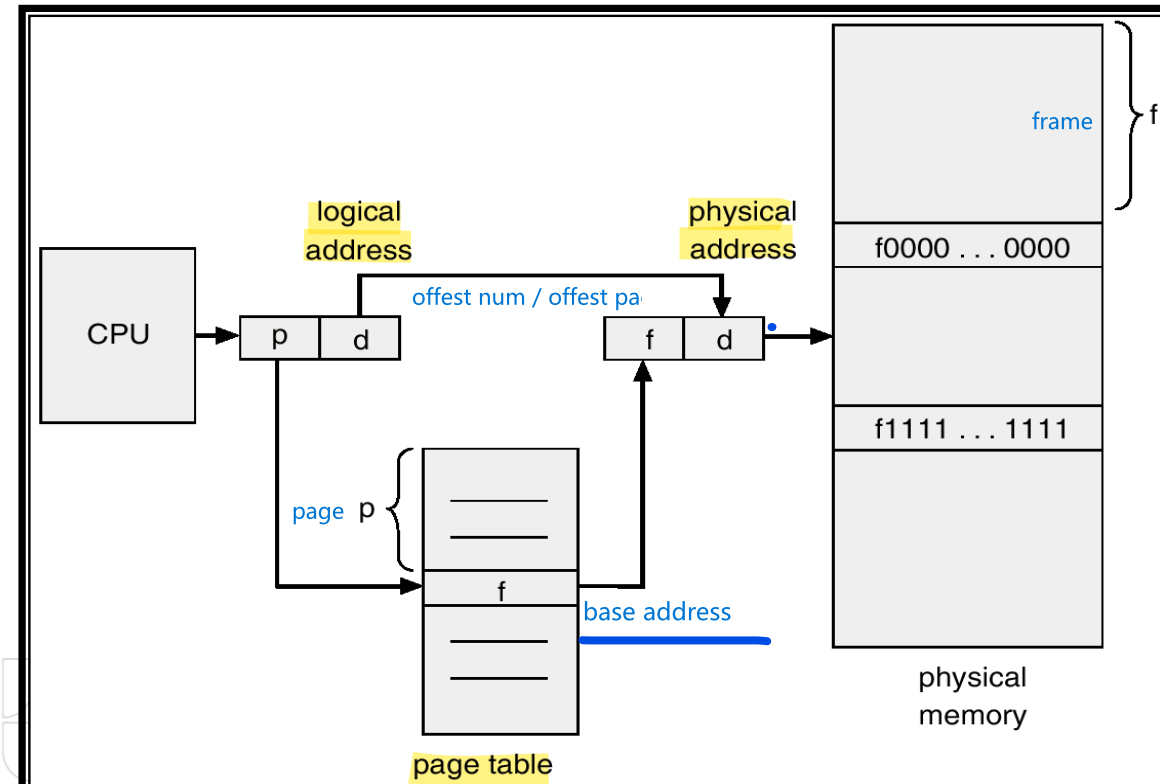 frame
f
logical
address
physical
address
f0000 . . . 0000
offest num / offest
CPU
p
d
f
d
f1111 . . . 1111
page
p
f
base address
physical
memory
page table